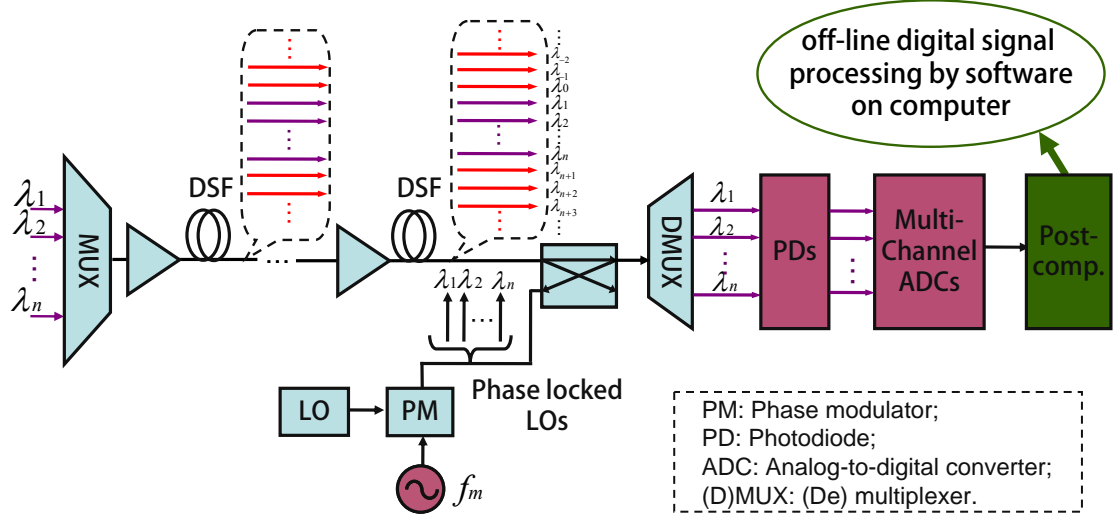 off-line digital signal
processing by software
on computer
λ₋₂
λ₋₁
λ₀
λ₁
λ₂
λₙ
λₙ₊₁
λₙ₊₂
λₙ₊₃
DSF
DSF
λ₁
λ₂
λₙ
MUX
...
λ₁ λ₂ λₙ
...
DMUX
λ₁
λ₂
λₙ
PDs
Multi-
Channel
ADCs
Post-
comp.
Phase locked
LOs
LO
PM
fₘ
PM: Phase modulator;
PD: Photodiode;
ADC: Analog-to-digital converter;
(D)MUX: (De) multiplexer.